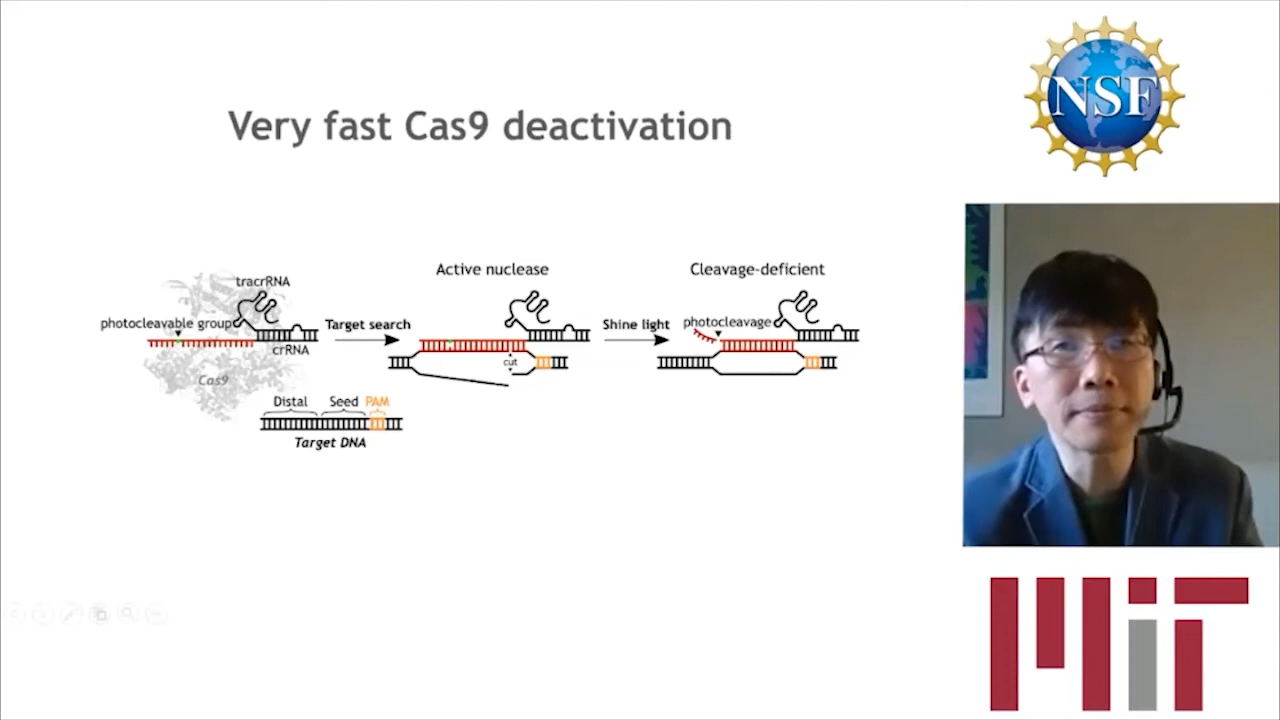 Very fast Cas9 deactivation
NSF
tracrRNA
photocleavable group
crRNA
Cas9
Target search
Active nuclease
cut
Shine light
Cleavage-deficient
photocleavage
Distal Seed PAM
Target DNA
MIT